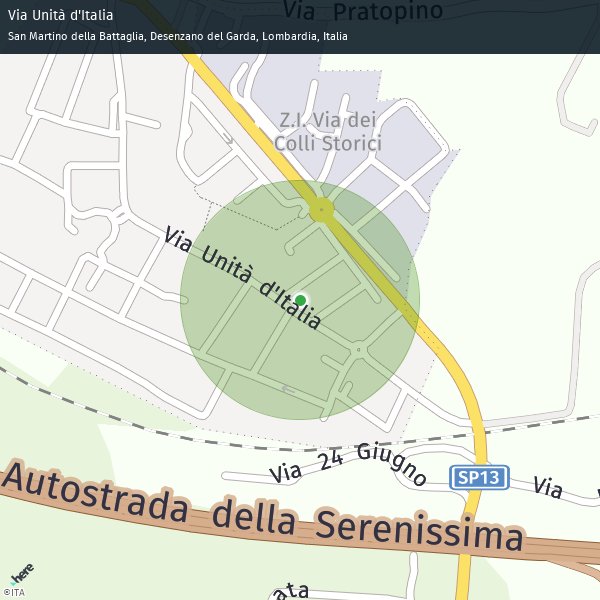 Via Unità d'Italia
San Martino della Battaglia, Desenzano del Garda, Lombardia, Italia
Via Pratopino
Z.I. Via dei
Colli Storici
Via Unità d'Italia
Via 24 Giugno
SP13
Via
Autostrada della Serenissima
ata
here
©ITA